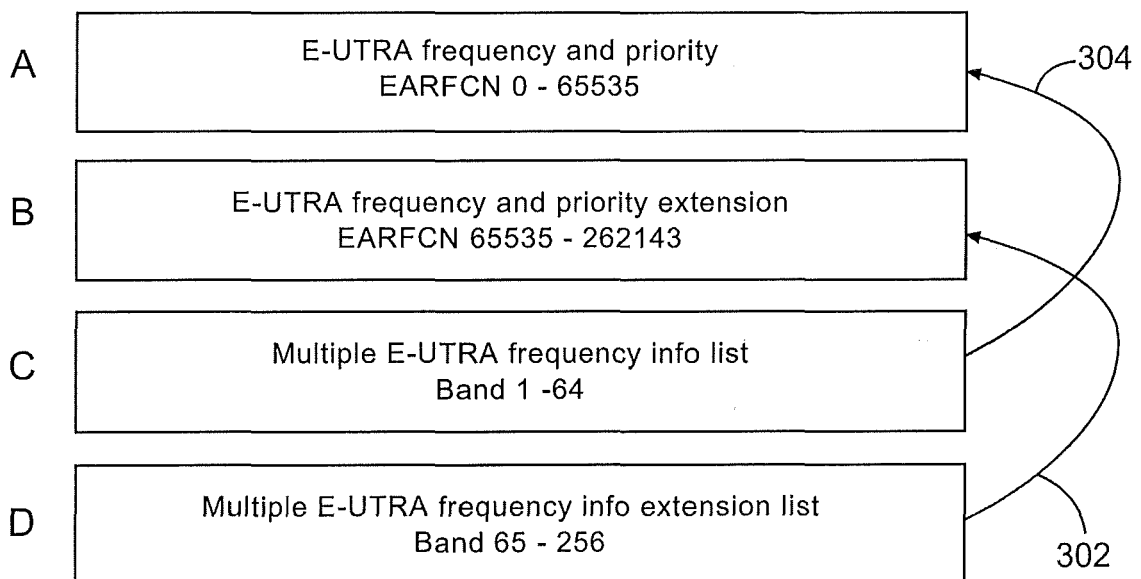 A
E-UTRA frequency and priority
EARFCN 0 - 65535
304
B
E-UTRA frequency and priority extension
EARFCN 65535 - 262143
C
Multiple E-UTRA frequency info list
Band 1 -64
D
Multiple E-UTRA frequency info extension list
Band 65 - 256
302